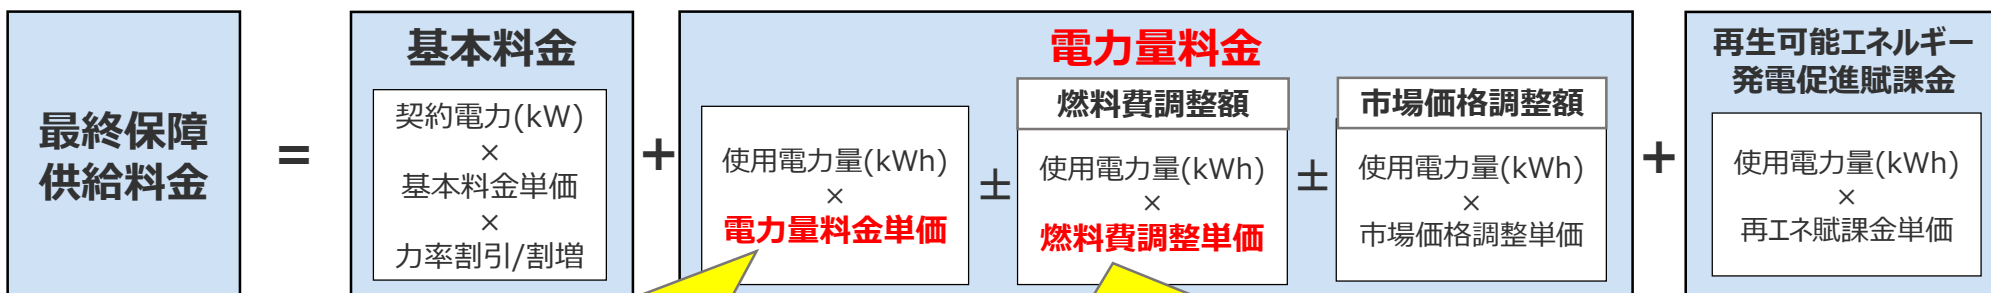 最終保障
供給料金
=
基本料金
契約電力(kW)
×
基本料金単価
×
力率割引/割増
+
電力量料金
使用電力量(kWh)
×
電力量料金単価
±
燃料費調整額
使用電力量(kWh)
×
燃料費調整単価
±
市場価格調整額
使用電力量(kWh)
×
市場価格調整単価
+
再生可能エネルギー
発電促進賦課金
使用電力量(kWh)
×
再エネ賦課金単価